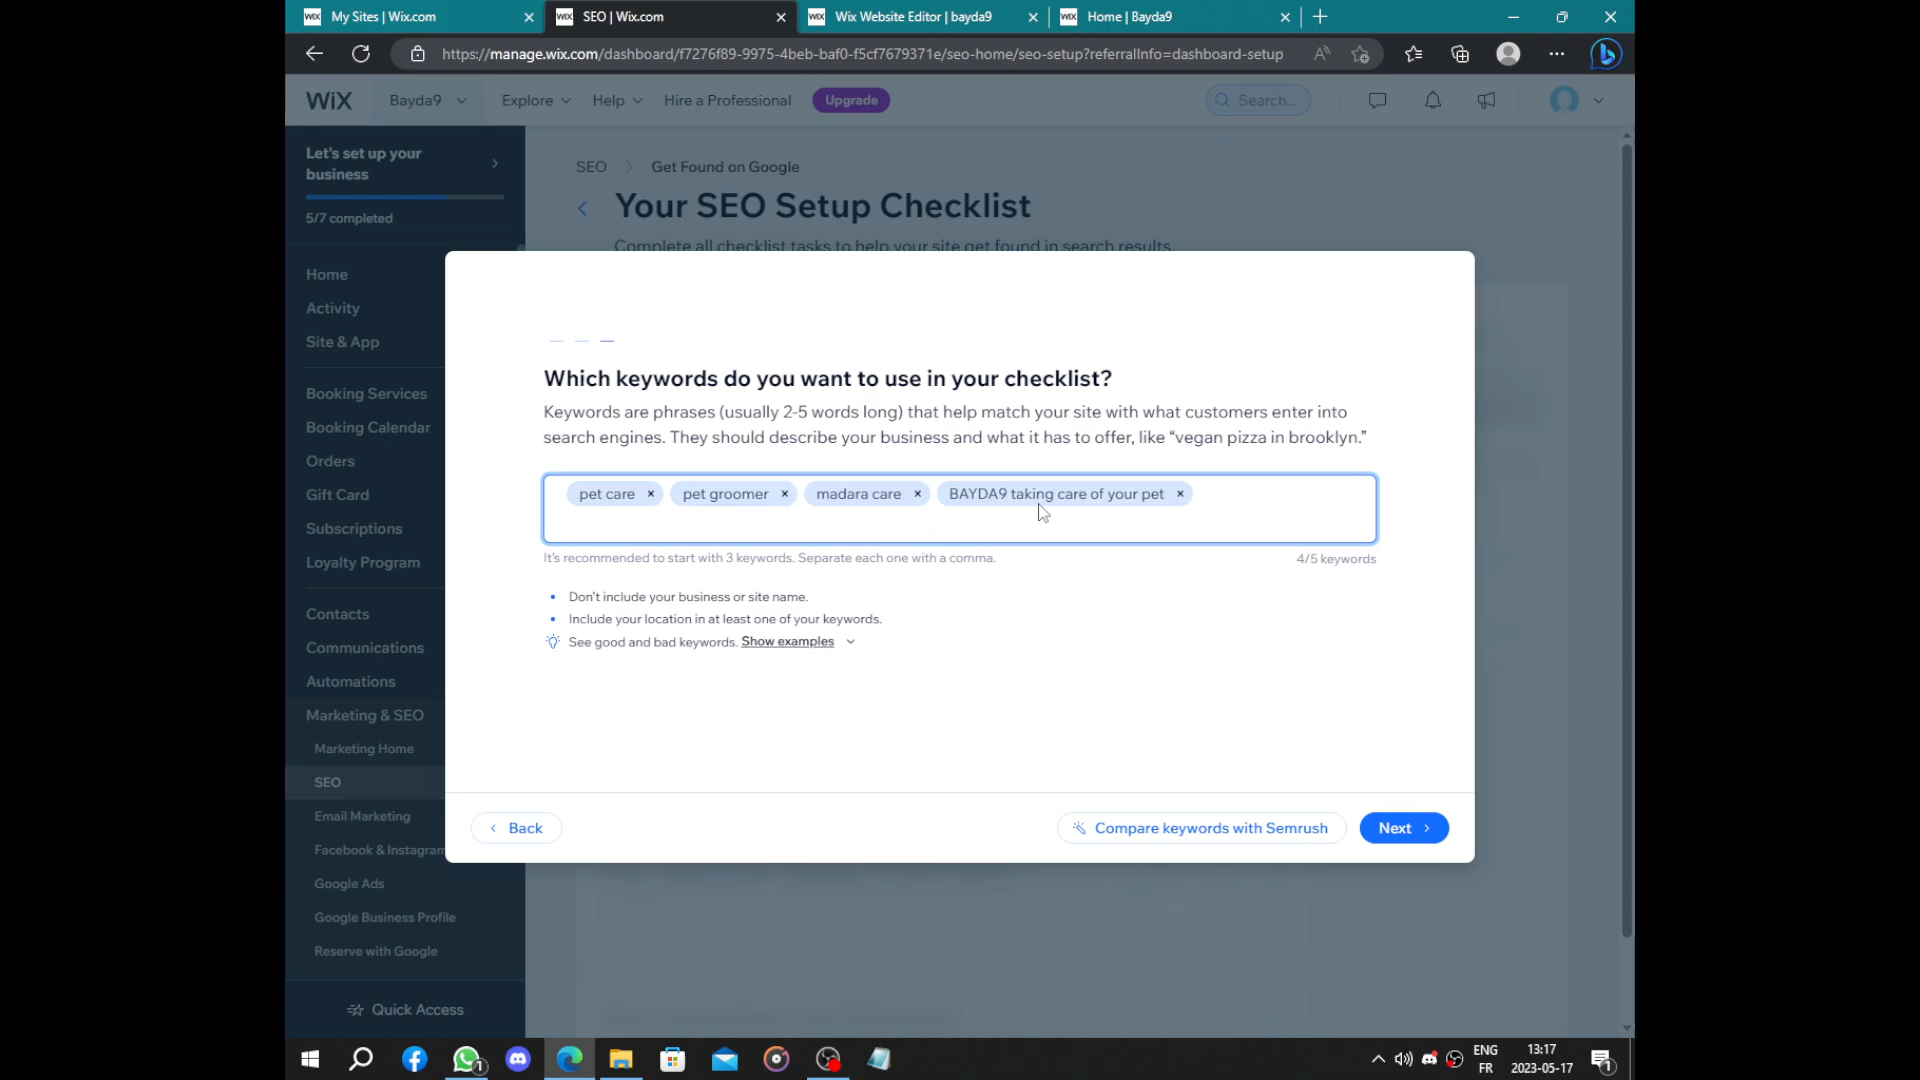 My Sites | Wix.com
SEO | Wix.com
Wix Website Editor | bayda9
Home | Bayda9
https://manage.wix.com/dashboard/f7276f89-9975-4beb-baf0-f5cf7679371e/seo-home/seo-setup?referralInfo=dashboard-setup
WiX
Bayda9
Explore
Help
Hire a Professional
Upgrade
Search...
Let's set up your
business
5/7 completed
Home
Activity
Site & App
Booking Services
Booking Calendar
Orders
Gift Card
Subscriptions
Loyalty Program
Contacts
Communications
Automations
Marketing & SEO
Marketing Home
SEO
Email Marketing
Facebook & Instagram
Google Ads
Google Business Profile
Reserve with Google
Quick Access
SEO > Get Found on Google
Your SEO Setup Checklist
Complete all checklist tasks to help your site get found in search results.
Which keywords do you want to use in your checklist?
Keywords are phrases (usually 2-5 words long) that help match your site with what customers enter into
search engines. They should describe your business and what it has to offer, like “vegan pizza in brooklyn.”
pet care × pet groomer × madara care × BAYDA9 taking care of your pet ×
It's recommended to start with 3 keywords. Separate each one with a comma.
4/5 keywords
• Don't include your business or site name.
• Include your location in at least one of your keywords.
See good and bad keywords. Show examples
Back
Compare keywords with Semrush
Next
1
ENG
FR
13:17
2023-05-17
1